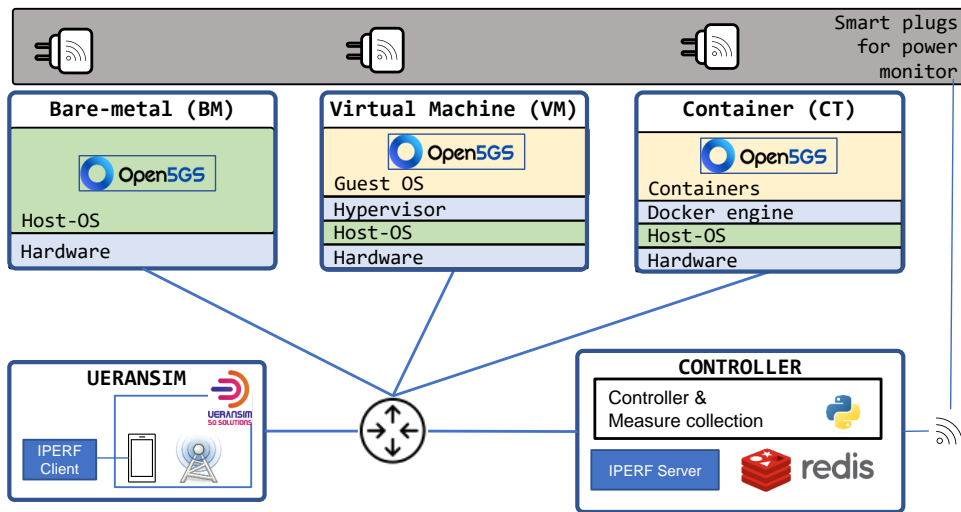 Smart plugs
for power
monitor
Bare-metal (BM)
Open5GS
Host-OS
Hardware
Virtual Machine (VM)
Open5GS
Guest OS
Hypervisor
Host-OS
Hardware
Container (CT)
Open5GS
Containers
Docker engine
Host-OS
Hardware
UERANSIM
UERANSIM
5G SOLUTIONS
IPERF
Client
CONTROLLER
Controller &
Measure collection
IPERF Server
redis